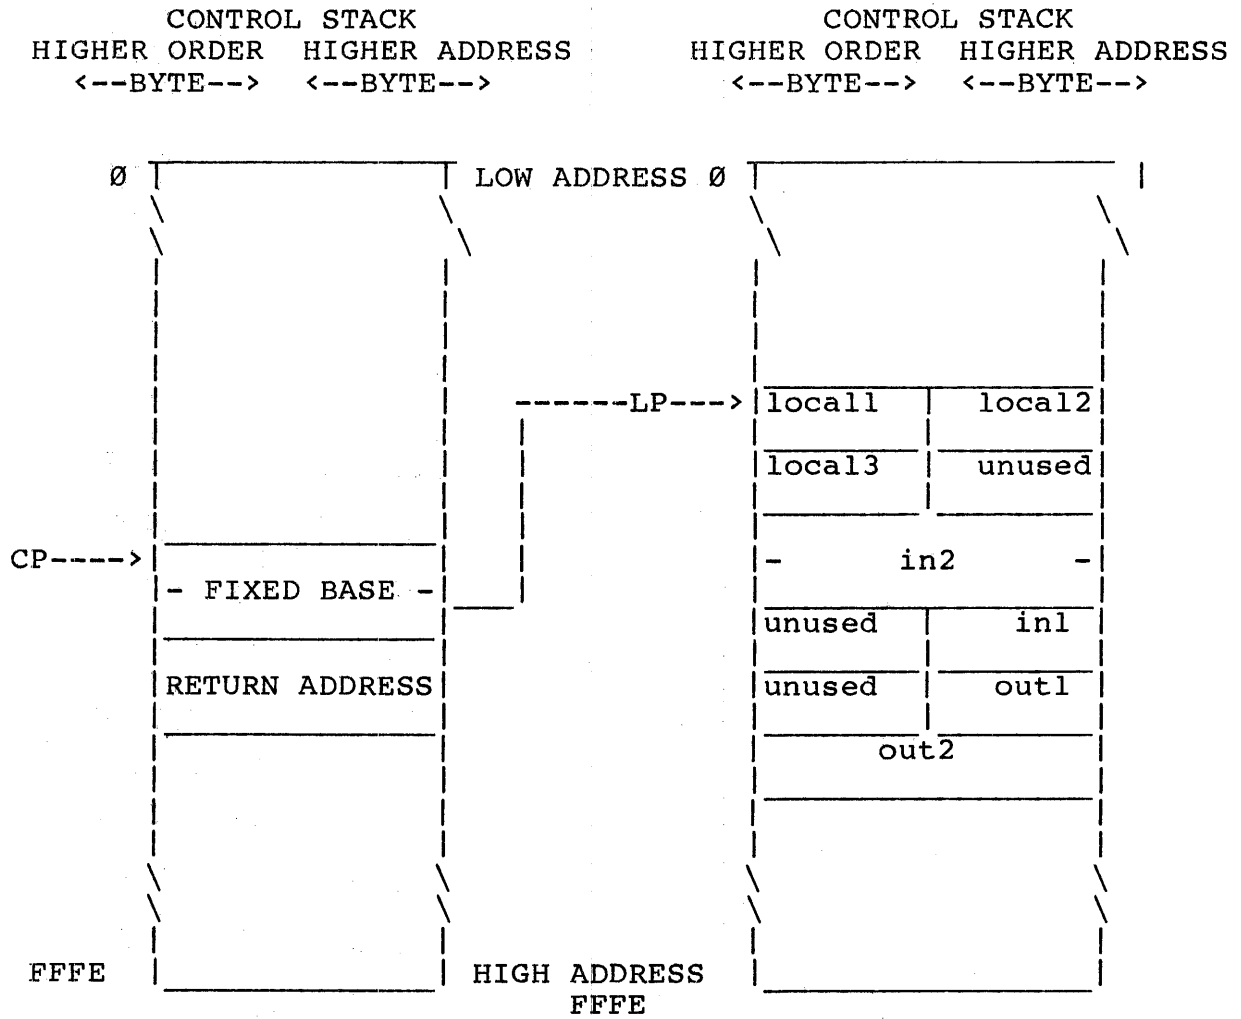 CONTROL STACK CONTROL STACK
HIGHER ORDER HIGHER ADDRESS HIGHER ORDER HIGHER ADDRESS
<--BYTE--> <--BYTE--> <--BYTE--> <--BYTE-->
Ø LOW ADDRESS Ø
------LP---->
local1 local2
local3 unused
CP---->
- in2 -
- FIXED BASE -
unused in1
RETURN ADDRESS
unused out1
out2
FFFE HIGH ADDRESS
FFFE